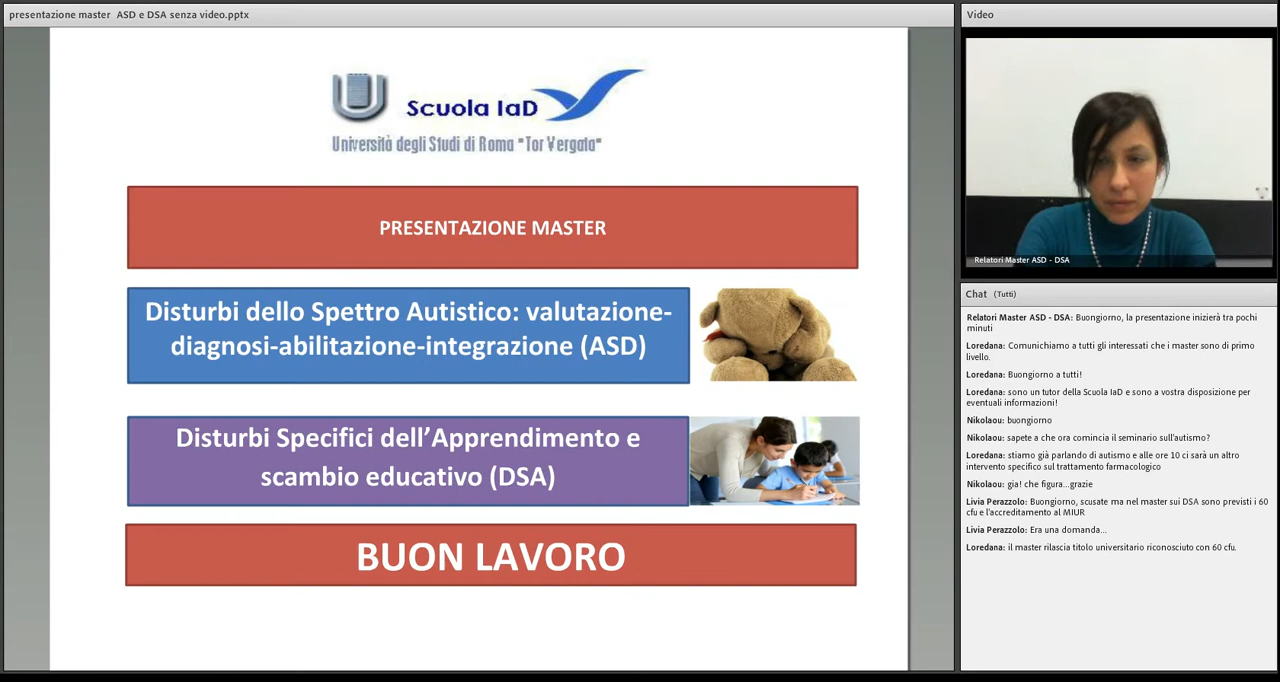 presentazione master  ASD e DSA senza video.pptx
Scuola IaD
Università degli Studi di Roma "Tor Vergata"
PRESENTAZIONE MASTER
Disturbi dello Spettro Autistico: valutazione-
diagnosi-abilitazione-integrazione (ASD)
Disturbi Specifici dell’Apprendimento e
scambio educativo (DSA)
BUON LAVORO
Video
Relatori Master ASD - DSA
Chat (Tutti)
Relatori Master ASD - DSA: Buongiorno, la presentazione inizierà tra pochi
minuti
Loredana: Comunichiamo a tutti gli interessati che i master sono di primo
livello.
Loredana: Buongiorno a tutti!
Loredana: sono un tutor della Scuola IaD e sono a vostra disposizione per
eventuali informazioni!
Nikolaou: buongiorno
Nikolaou: sapete a che ora comincia il seminario sull'autismo?
Loredana: stiamo già parlando di autismo e alle ore 10 ci sarà un altro
intervento specifico sul trattamento farmacologico
Nikolaou: gia! che figura...grazie
Livia Perazzolo: Buongiorno, scusate ma nel master sui DSA sono previsti i 60
cfu e l'accreditamento al MIUR
Livia Perazzolo: Era una domanda...
Loredana: il master rilascia titolo universitario riconosciuto con 60 cfu.